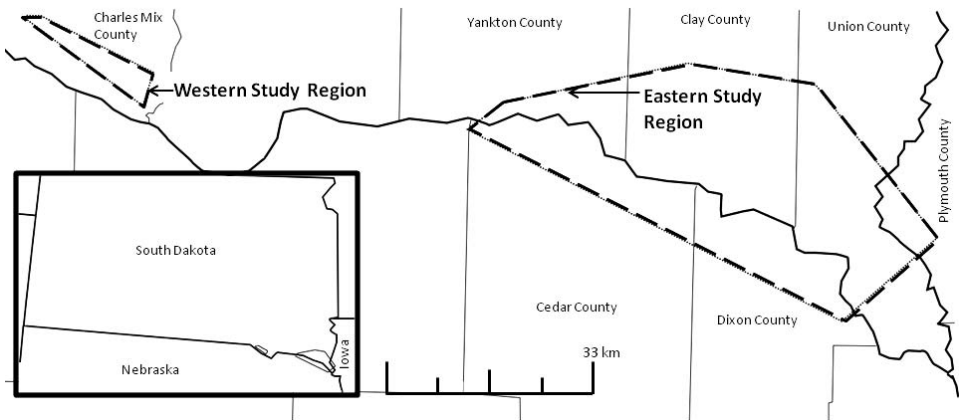 Charles Mix
County
Yankton County
Clay County
Union County
Western Study Region
Eastern Study
Region
Plymouth County
South Dakota
Cedar County
Dixon County
33 km
Iowa
Nebraska